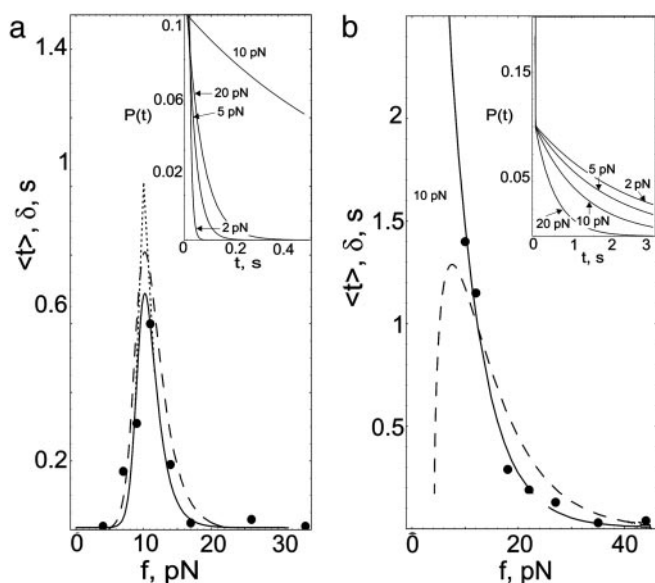 a
<t>, δ, s
1.4
1
0.6
0.2
0 10 20 30
f, pN
0.1
0.06
0.02
P(t)
10 pN
20 pN
5 pN
2 pN
0 0.2 0.4
t, s
b
<t>, δ, s
2
1.5
1
0.5
0 20 40
f, pN
10 pN
0.15
0.05
P(t)
5 pN
2 pN
20 pN
10 pN
0 1 2 3
t, s